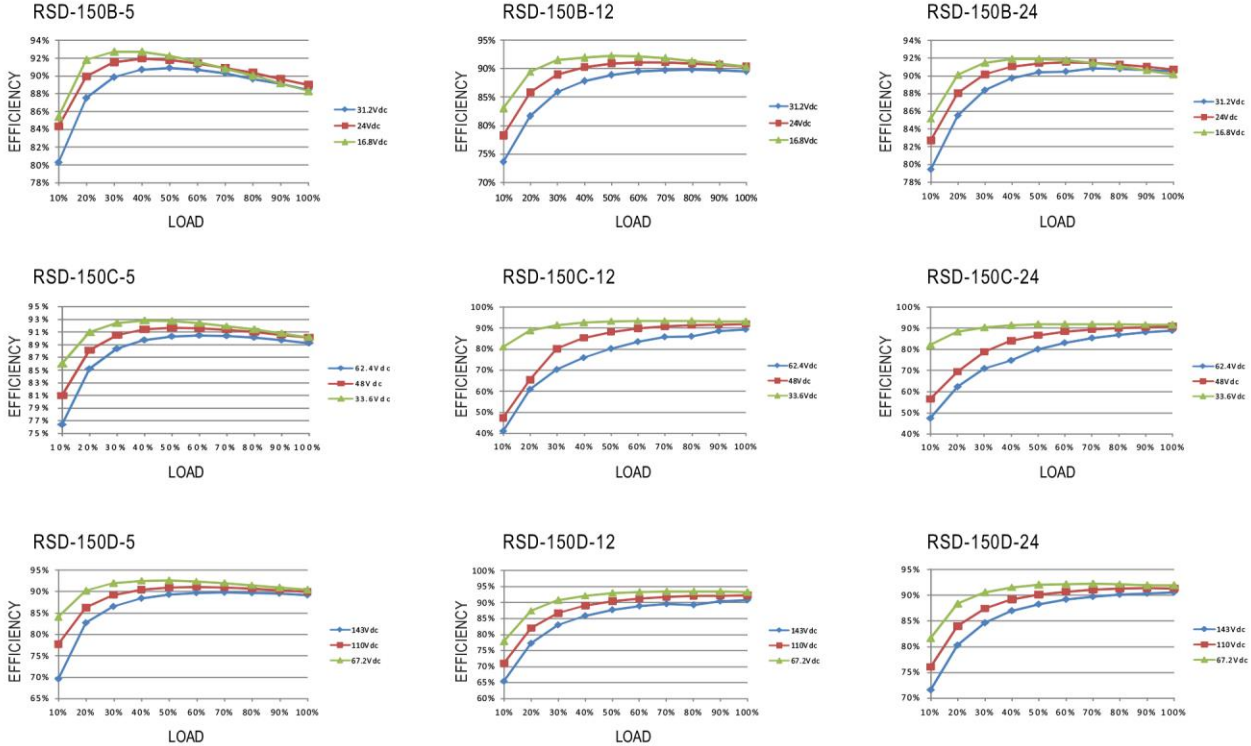 RSD-150B-5
EFFICIENCY
94%
92%
90%
88%
86%
84%
82%
80%
78%
10% 20% 30% 40% 50% 60% 70% 80% 90% 100%
LOAD
31.2Vdc
24Vdc
16.8Vdc
RSD-150B-12
EFFICIENCY
95%
90%
85%
80%
75%
70%
10% 20% 30% 40% 50% 60% 70% 80% 90% 100%
LOAD
31.2Vdc
24Vdc
16.8Vdc
RSD-150B-24
EFFICIENCY
94%
92%
90%
88%
86%
84%
82%
80%
78%
10% 20% 30% 40% 50% 60% 70% 80% 90% 100%
LOAD
31.2Vdc
24Vdc
16.8Vdc
RSD-150C-5
EFFICIENCY
95%
93%
91%
89%
87%
85%
83%
81%
79%
77%
75%
10% 20% 30% 40% 50% 60% 70% 80% 90% 100%
LOAD
62.4Vdc
48Vdc
33.6Vdc
RSD-150C-12
EFFICIENCY
100%
90%
80%
70%
60%
50%
40%
10% 20% 30% 40% 50% 60% 70% 80% 90% 100%
LOAD
62.4Vdc
48Vdc
33.6Vdc
RSD-150C-24
EFFICIENCY
100%
90%
80%
70%
60%
50%
40%
10% 20% 30% 40% 50% 60% 70% 80% 90% 100%
LOAD
62.4Vdc
48Vdc
33.6Vdc
RSD-150D-5
EFFICIENCY
95%
90%
85%
80%
75%
70%
65%
10% 20% 30% 40% 50% 60% 70% 80% 90% 100%
LOAD
143Vdc
110Vdc
67.2Vdc
RSD-150D-12
EFFICIENCY
100%
95%
90%
85%
80%
75%
70%
65%
60%
10% 20% 30% 40% 50% 60% 70% 80% 90% 100%
LOAD
143Vdc
110Vdc
67.2Vdc
RSD-150D-24
EFFICIENCY
95%
90%
85%
80%
75%
70%
10% 20% 30% 40% 50% 60% 70% 80% 90% 100%
LOAD
143Vdc
110Vdc
67.2Vdc